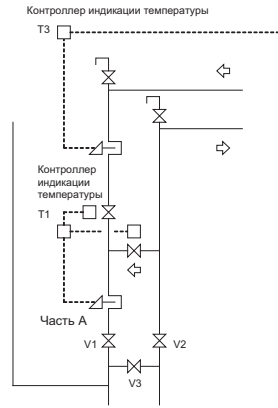 Контроллер индикации температуры
T3
Контроллер
индикации
температуры
T1
Часть А
V1
V2
V3